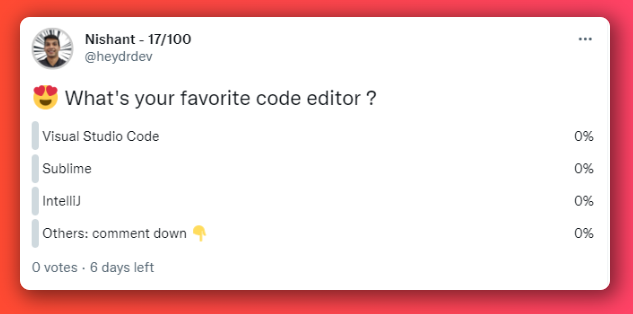 Nishant - 17/100
@heydrdev
😍 What's your favorite code editor ?
Visual Studio Code 0%
Sublime 0%
IntelliJ 0%
Others: comment down 👇 0%
0 votes · 6 days left